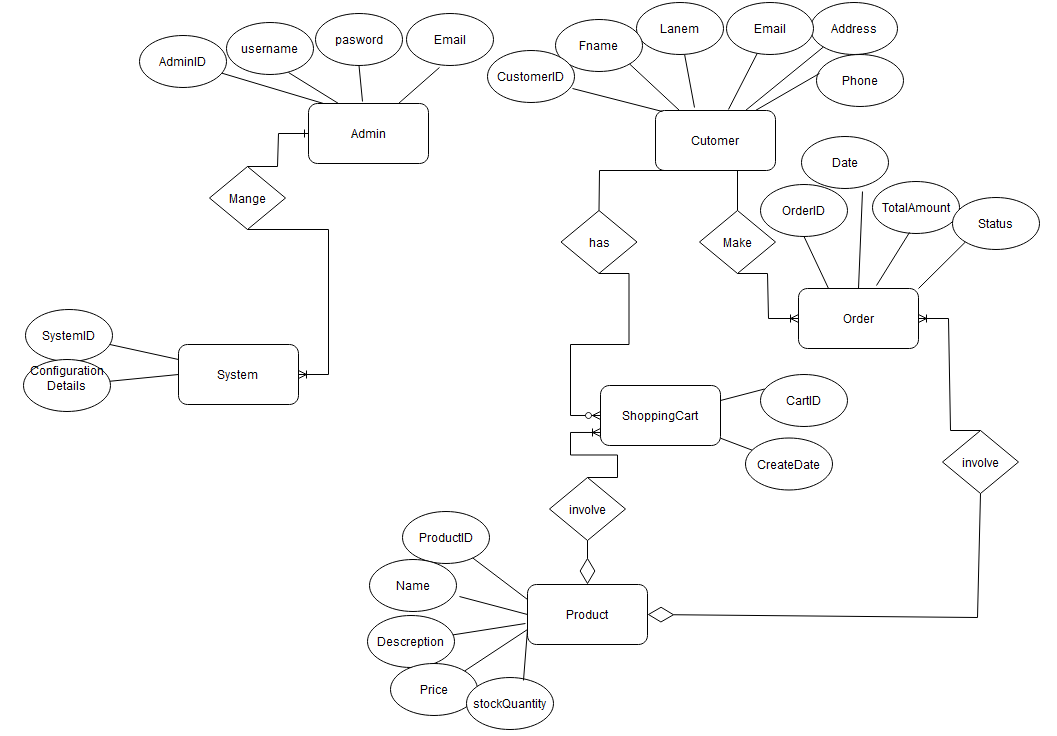 AdminID
username
pasword
Email
Admin
Mange
SystemID
Configuration
Details
System
CustomerID
Fname
Lanem
Email
Address
Phone
Cutomer
has
Make
Date
OrderID
TotalAmount
Status
Order
ShoppingCart
CartID
CreateDate
involve
involve
ProductID
Name
Descreption
Price
stockQuantity
Product